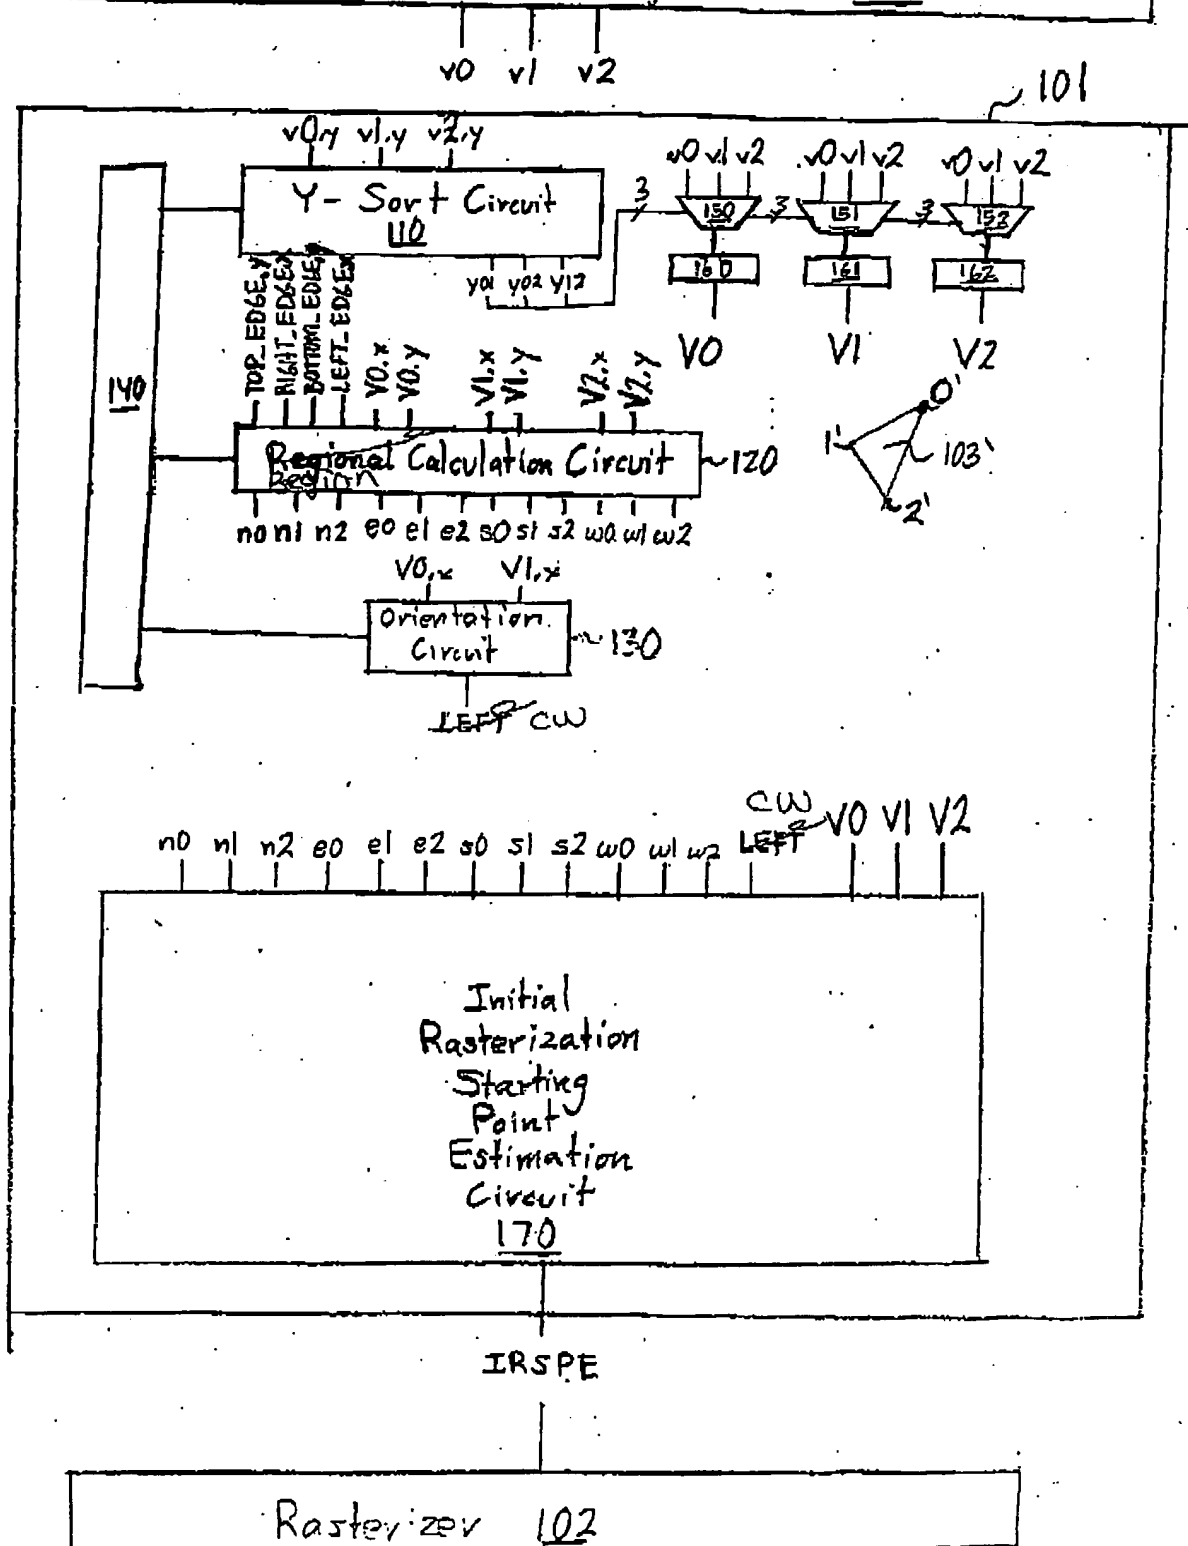 v0 v1 v2
101
v0.y v1.y v2.y
Y-Sort Circuit
110
y01 y02 y12
3
v0 v1 v2
150
160
V0
3
v0 v1 v2
151
161
V1
3
v0 v1 v2
153
162
V2
140
TOP_EDGE.y
RIGHT_EDGEx
BOTTOM_EDGE.y
LEFT_EDGEx
V0.x
V0.y
V1.x
V1.y
V2.x
V2.y
Regional Calculation Circuit
Region
120
n0 n1 n2 e0 e1 e2 s0 s1 s2 w0 w1 w2
0'
1'
103'
2'
V0.x V1.x
Orientation
Circuit
130
LEFT CW
CW
n0 n1 n2 e0 e1 e2 s0 s1 s2 w0 w1 w2 LEFT V0 V1 V2
Initial
Rasterization
Starting
Point
Estimation
Circuit
170
IRSPE
Rasterizer 102